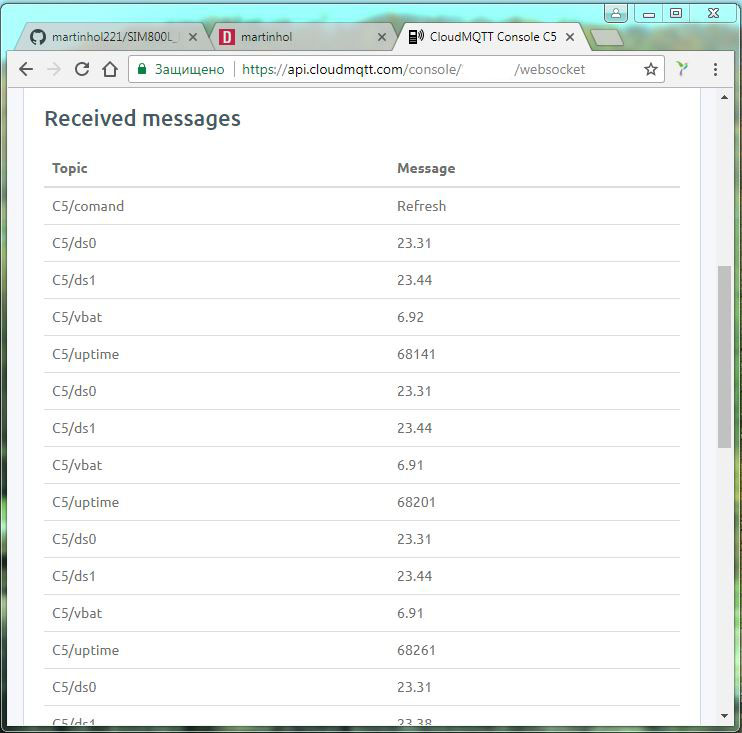 martinhol221/SIM800L_
martinhol
CloudMQTT Console C5
Защищено https://api.cloudmqtt.com/console/ /websocket
Received messages
Topic Message
C5/comand Refresh
C5/ds0 23.31
C5/ds1 23.44
C5/vbat 6.92
C5/uptime 68141
C5/ds0 23.31
C5/ds1 23.44
C5/vbat 6.91
C5/uptime 68201
C5/ds0 23.31
C5/ds1 23.44
C5/vbat 6.91
C5/uptime 68261
C5/ds0 23.31
C5/ds1 23.38